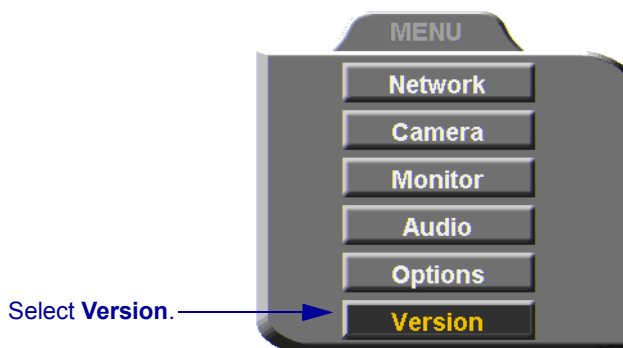 MENU
Network
Camera
Monitor
Audio
Options
Select Version.
Version